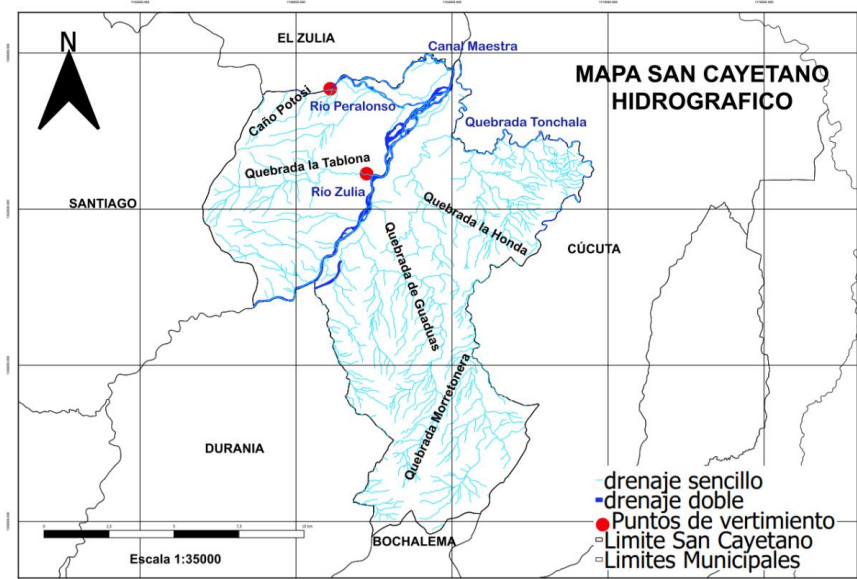 EL ZULIA
Canal Maestra
N
MAPA SAN CAYETANO
HIDROGRAFICO
Caño Potosi
Río Peralonso
Quebrada Tonchala
Quebrada la Tablona
Río Zulia
SANTIAGO
Quebrada la Honda
CÚCUTA
Quebrada de Guaduas
Quebrada Morretonera
DURANIA
drenaje sencillo
drenaje doble
Puntos de vertimiento
Limite San Cayetano
Limites Municipales
BOCHALEMA
Escala 1:35000